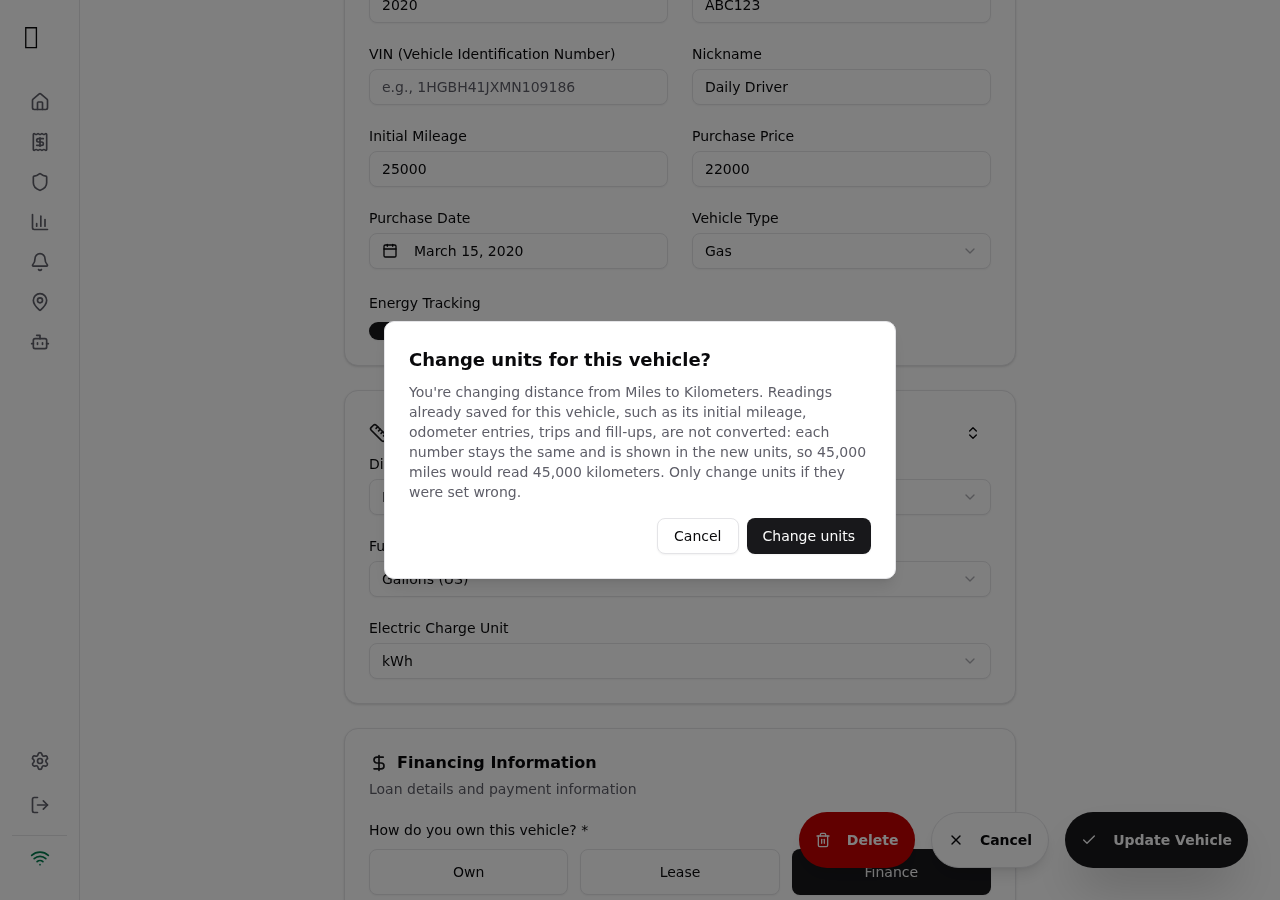 2020
ABC123
VIN (Vehicle Identification Number)
Nickname
e.g., 1HGBH41JXMN109186
Daily Driver
Initial Mileage
Purchase Price
25000
22000
Purchase Date
Vehicle Type
March 15, 2020
Gas
Energy Tracking
Change units for this vehicle?
You're changing distance from Miles to Kilometers. Readings
already saved for this vehicle, such as its initial mileage,
odometer entries, trips and fill-ups, are not converted: each
number stays the same and is shown in the new units, so 45,000
miles would read 45,000 kilometers. Only change units if they
were set wrong.
Cancel
Change units
Di
Fu
Gallons (US)
Electric Charge Unit
kWh
Financing Information
Loan details and payment information
How do you own this vehicle? *
Own
Lease
Finance
Delete
Cancel
Update Vehicle